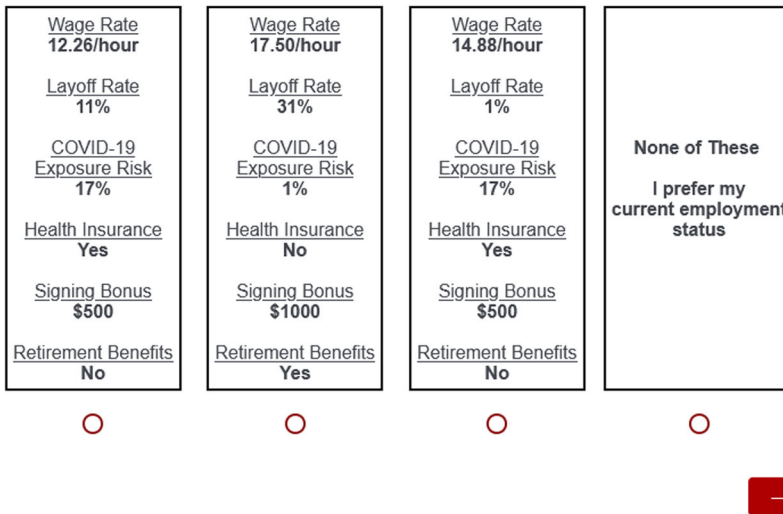 Wage Rate
12.26/hour
Layoff Rate
11%
COVID-19
Exposure Risk
17%
Health Insurance
Yes
Signing Bonus
$500
Retirement Benefits
No
Wage Rate
17.50/hour
Layoff Rate
31%
COVID-19
Exposure Risk
1%
Health Insurance
No
Signing Bonus
$1000
Retirement Benefits
Yes
Wage Rate
14.88/hour
Layoff Rate
1%
COVID-19
Exposure Risk
17%
Health Insurance
Yes
Signing Bonus
$500
Retirement Benefits
No
None of These
I prefer my
current employment
status